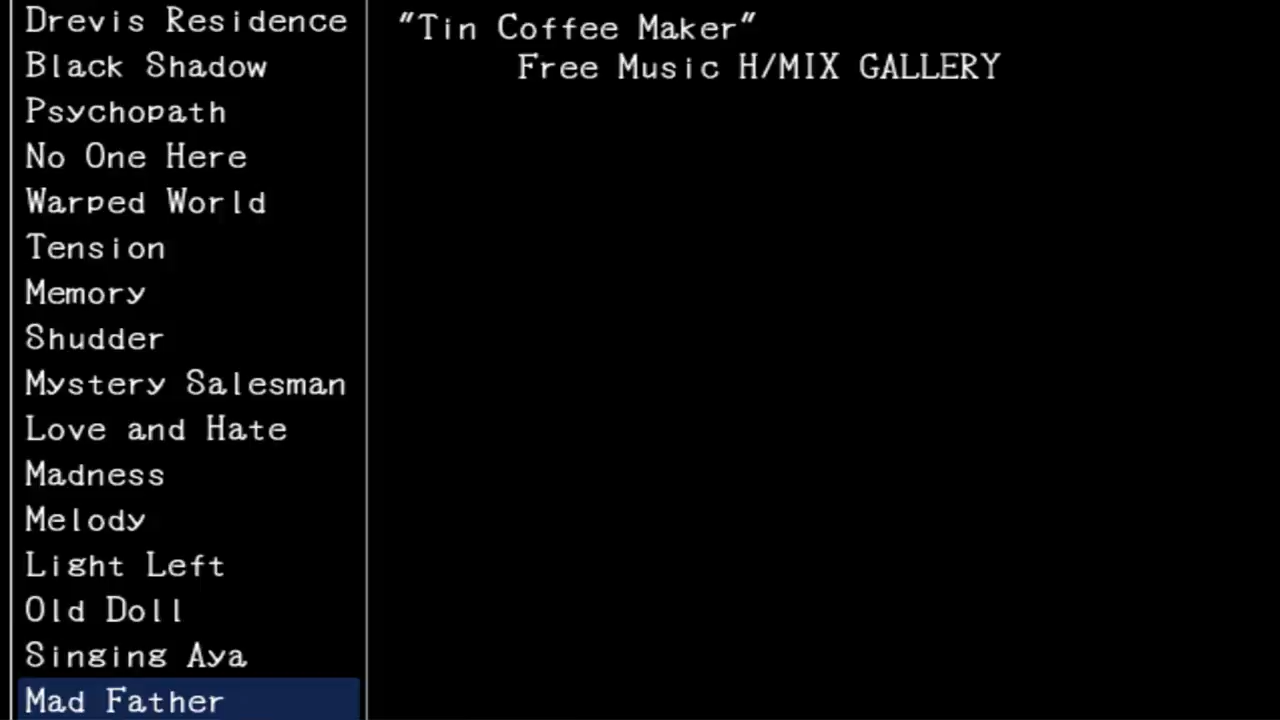 Drevis Residence
Black Shadow
Psychopath
No One Here
Warped World
Tension
Memory
Shudder
Mystery Salesman
Love and Hate
Madness
Melody
Light Left
Old Doll
Singing Aya
Mad Father
"Tin Coffee Maker"
Free Music H/MIX GALLERY